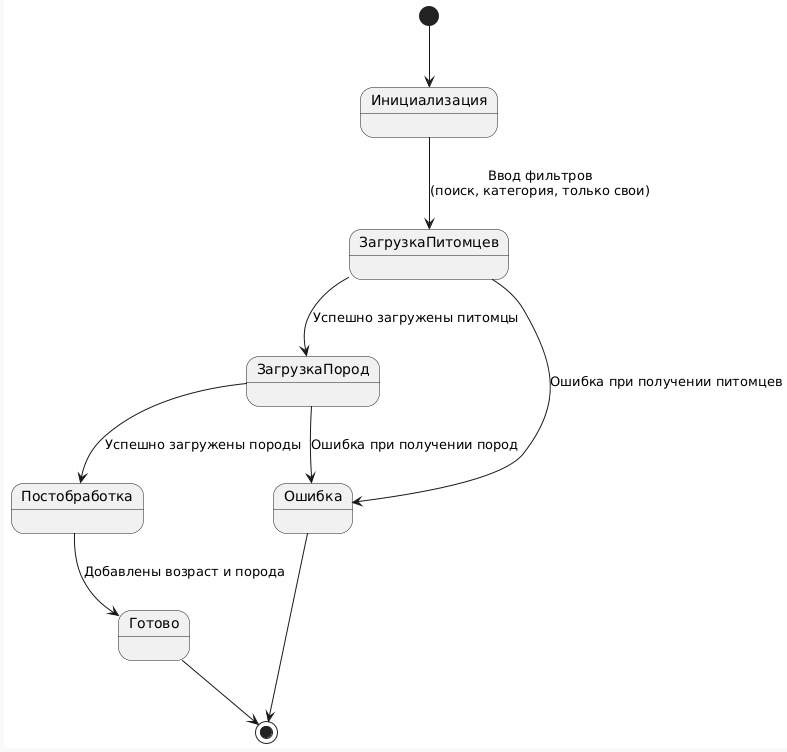 Инициализация
Ввод фильтров
(поиск, категория, только свои)
ЗагрузкаПитомцев
Успешно загружены питомцы
ЗагрузкаПород
Ошибка при получении питомцев
Успешно загружены породы
Ошибка при получении пород
Постобработка
Ошибка
Добавлены возраст и порода
Готово